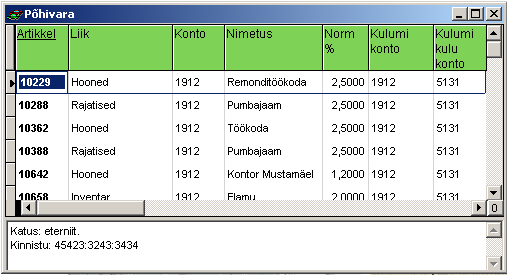 Põhivara
Artikkel Liik Konto Nimetus Norm % Kulumi konto Kulumi kulu konto
10229 Hooned 1912 Remonditöökoda 2,5000 1912 5131
10288 Rajatised 1912 Pumbajaam 2,5000 1912 5131
10362 Hooned 1912 Töökoda 2,5000 1912 5131
10388 Rajatised 1912 Pumbajaam 2,5000 1912 5131
10642 Hooned 1912 Kontor Mustamäel 1,2000 1912 5131
10658 Inventar 1912 Elamu 2,0000 1912 5131
0
Katus: eterniit.
Kinnistu: 45423:3243:3434